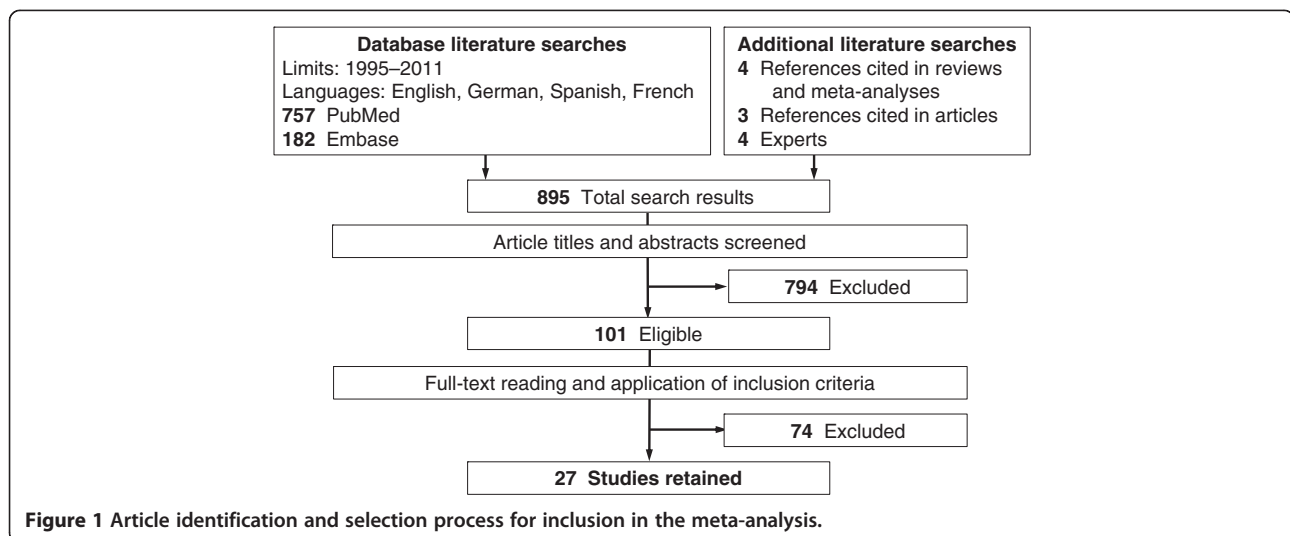 Database literature searches
Limits: 1995–2011
Languages: English, German, Spanish, French
757 PubMed
182 Embase
Additional literature searches
4 References cited in reviews
and meta-analyses
3 References cited in articles
4 Experts
895 Total search results
Article titles and abstracts screened
794 Excluded
101 Eligible
Full-text reading and application of inclusion criteria
74 Excluded
27 Studies retained
Figure 1 Article identification and selection process for inclusion in the meta-analysis.